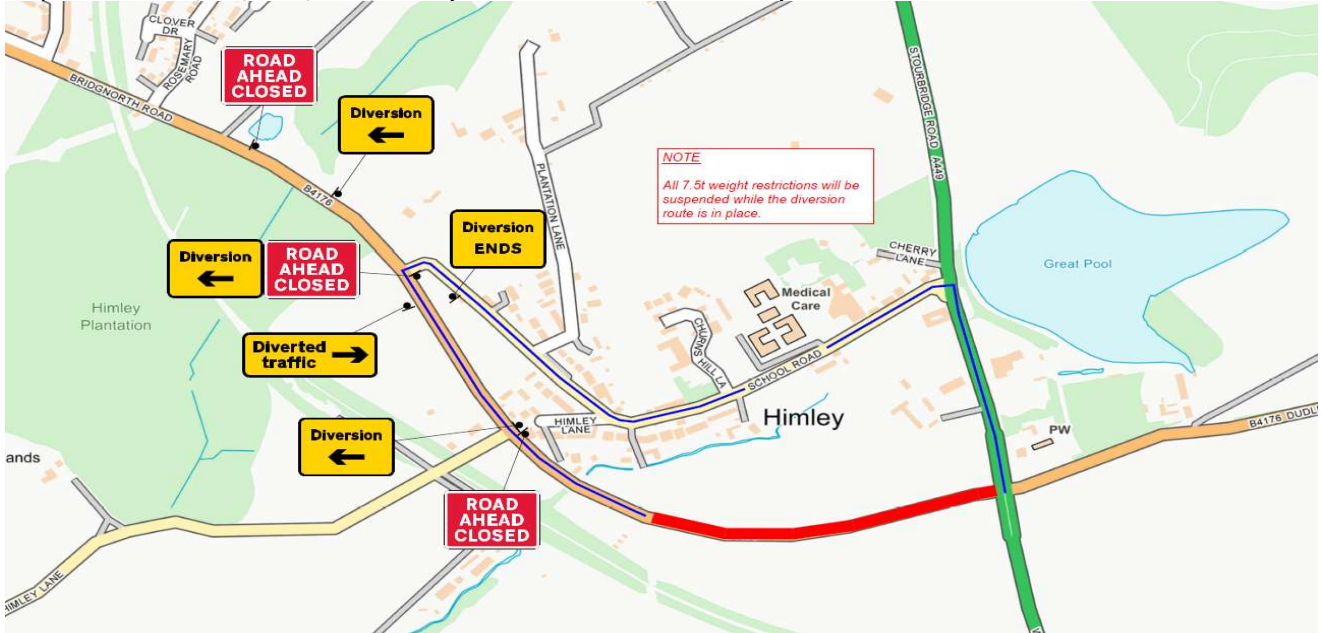 CLOVER
DR
ROSEMARY
ROAD
BRIDGNORTH ROAD
ROAD
AHEAD
CLOSED
Diversion
B4176
PLANTATION LANE
STOURBRIDGE ROAD A449
NOTE
All 7.5t weight restrictions will be
suspended while the diversion
route is in place.
Diversion
ENDS
Diversion
ROAD
AHEAD
CLOSED
CHERRY
LANE
Great Pool
Himley
Plantation
Medical
Care
Diverted
traffic
CHURNS
HILL LA
SCHOOL ROAD
Himley
HIMLEY
LANE
Diversion
PW
B4176
ands
ROAD
AHEAD
CLOSED
HIMLEY LANE